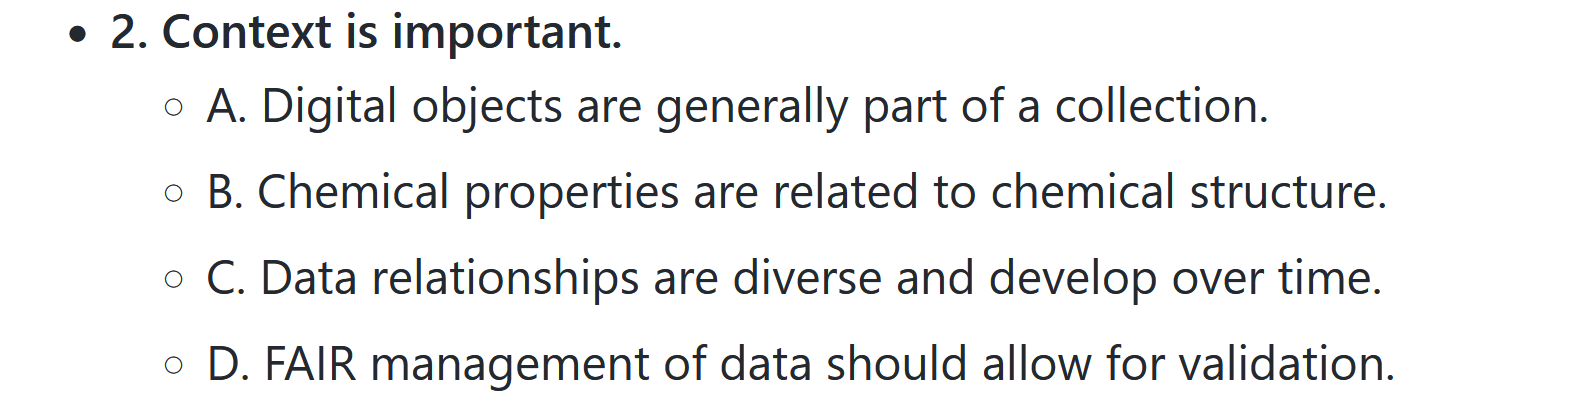 2. Context is important.
A. Digital objects are generally part of a collection.
B. Chemical properties are related to chemical structure.
C. Data relationships are diverse and develop over time.
D. FAIR management of data should allow for validation.